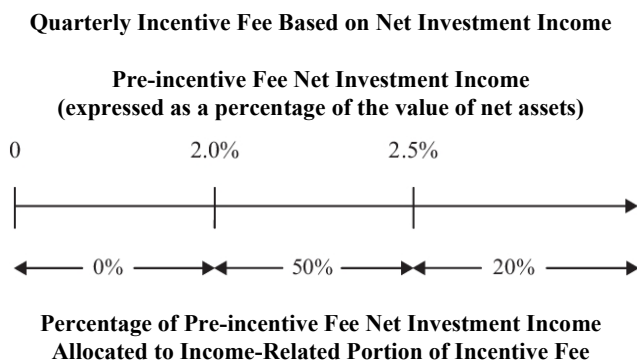 Quarterly Incentive Fee Based on Net Investment Income
Pre-incentive Fee Net Investment Income
(expressed as a percentage of the value of net assets)
0 2.0% 2.5%
0% 50% 20%
Percentage of Pre-incentive Fee Net Investment Income
Allocated to Income-Related Portion of Incentive Fee